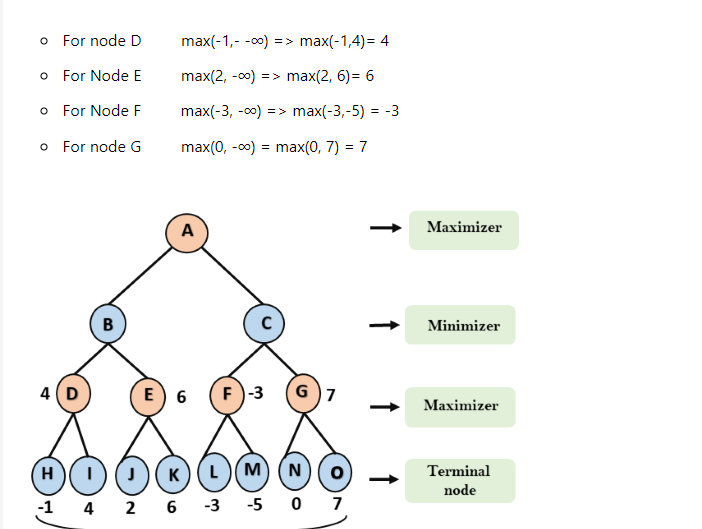 For node D max(-1,- -∞) => max(-1,4)= 4
For Node E max(2, -∞) => max(2, 6)= 6
For Node F max(-3, -∞) => max(-3,-5) = -3
For node G max(0, -∞) = max(0, 7) = 7
A
Maximizer
B
C
Minimizer
4 D E 6 F -3 G 7
Maximizer
H I J K L M N O
Terminal
node
-1 4 2 6 -3 -5 0 7